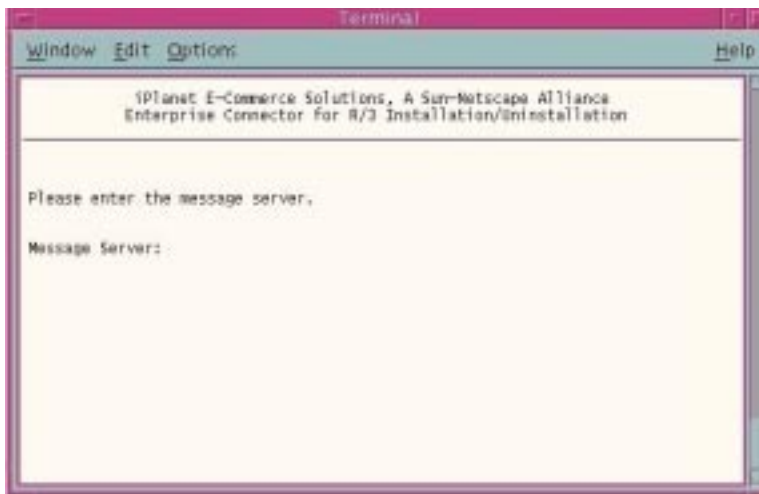 Terminal
Window Edit Options Help
iPlanet E-Commerce Solutions, A Sun-Netscape Alliance
Enterprise Connector for R/3 Installation/Uninstallation
Please enter the message server.
Message Server: